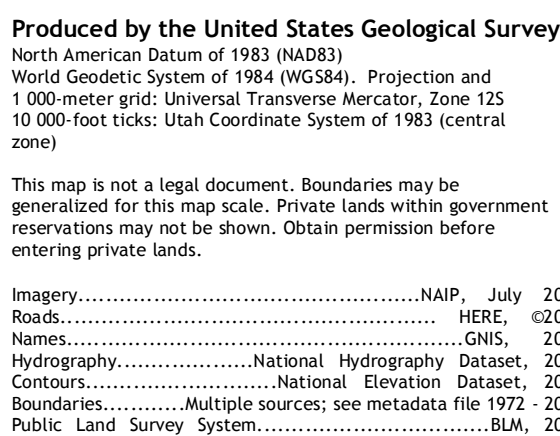 Produced by the United States Geological Survey
North American Datum of 1983 (NAD83)
World Geodetic System of 1984 (WGS84). Projection and
1 000-meter grid: Universal Transverse Mercator, Zone 12S
10 000-foot ticks: Utah Coordinate System of 1983 (central
zone)
This map is not a legal document. Boundaries may be
generalized for this map scale. Private lands within government
reservations may not be shown. Obtain permission before
entering private lands.
Imagery..................................................NAIP, July
Roads....................................................... HERE,
Names..........................................................GNIS,
Hydrography....................National Hydrography Dataset,
Contours............................National Elevation Dataset,
Boundaries............Multiple sources; see metadata file 1972 -
Public Land Survey System..................................BLM,